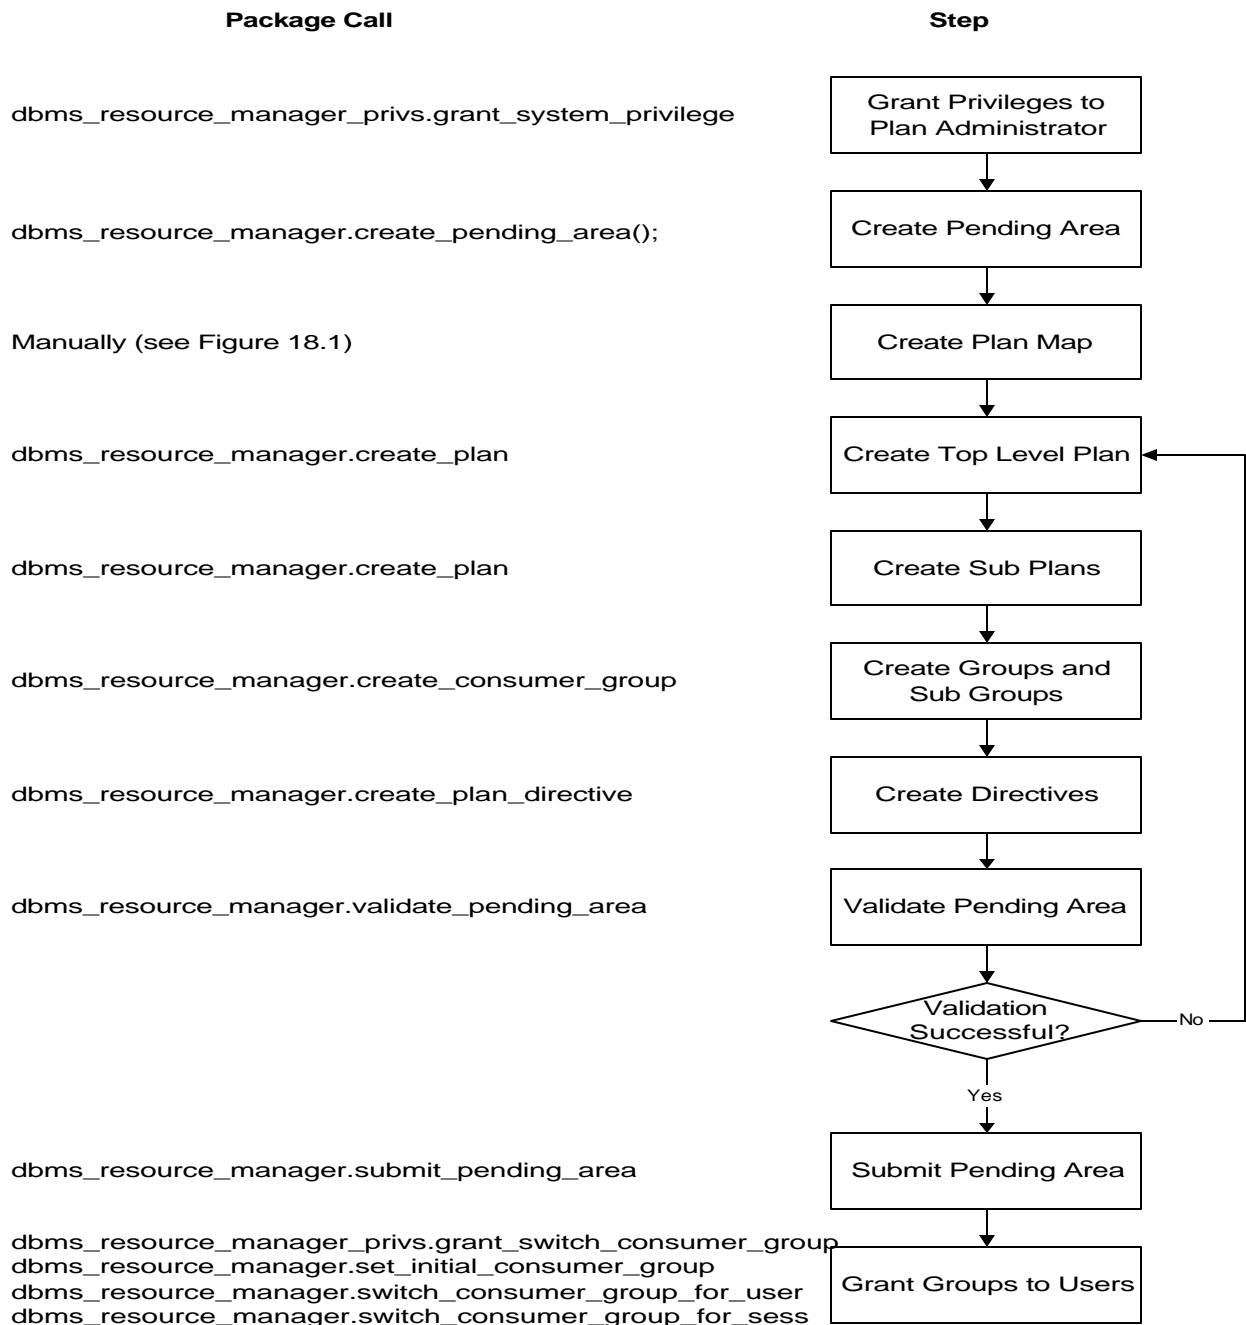 Package Call
Step
dbms_resource_manager_privs.grant_system_privilege
Grant Privileges to
Plan Administrator
dbms_resource_manager.create_pending_area();
Create Pending Area
Manually (see Figure 18.1)
Create Plan Map
dbms_resource_manager.create_plan
Create Top Level Plan
dbms_resource_manager.create_plan
Create Sub Plans
dbms_resource_manager.create_consumer_group
Create Groups and
Sub Groups
dbms_resource_manager.create_plan_directive
Create Directives
dbms_resource_manager.validate_pending_area
Validate Pending Area
Validation
Successful?
No
Yes
dbms_resource_manager.submit_pending_area
Submit Pending Area
dbms_resource_manager_privs.grant_switch_consumer_group
dbms_resource_manager.set_initial_consumer_group
dbms_resource_manager.switch_consumer_group_for_user
dbms_resource_manager.switch_consumer_group_for_sess
Grant Groups to Users